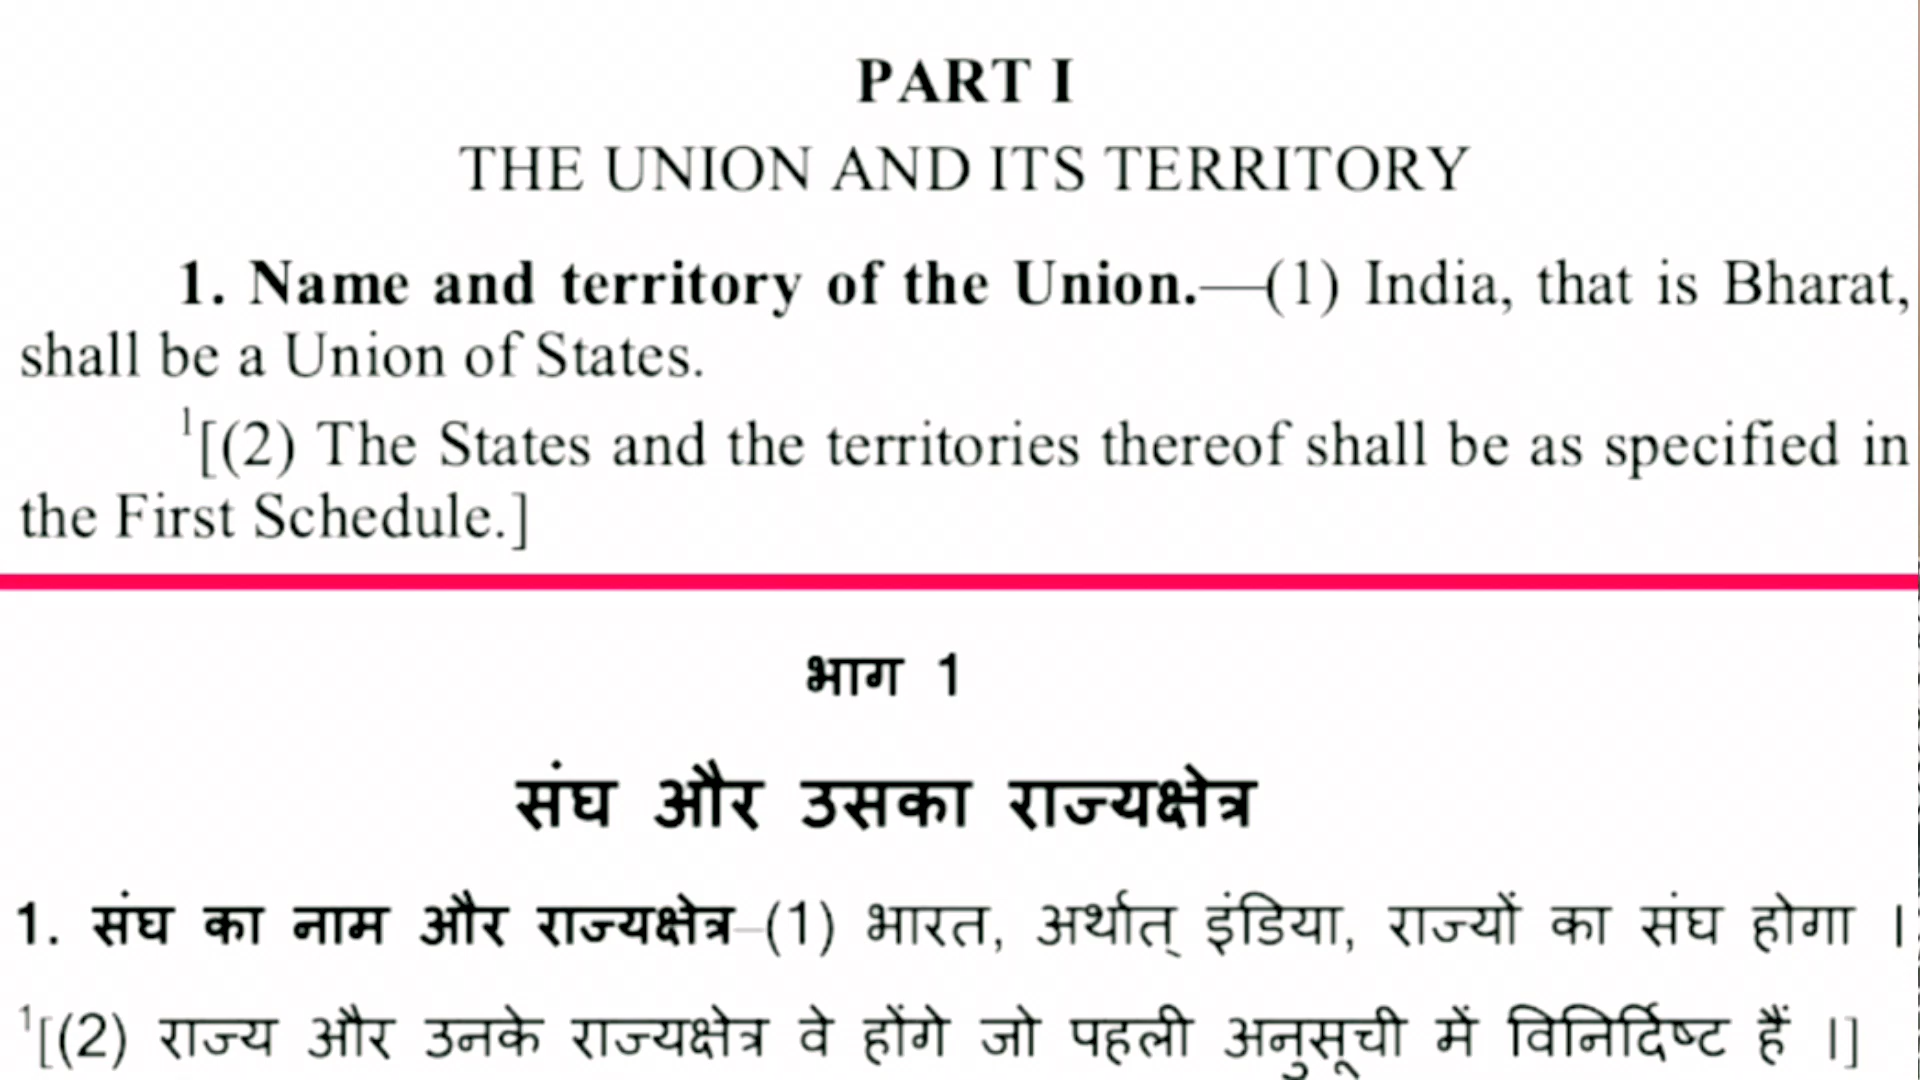 PART I
THE UNION AND ITS TERRITORY
1. Name and territory of the Union.—(1) India, that is Bharat,
shall be a Union of States.
¹[(2) The States and the territories thereof shall be as specified in
the First Schedule.]
भाग 1
संघ और उसका राज्यक्षेत्र
1. संघ का नाम और राज्यक्षेत्र–(1) भारत, अर्थात् इंडिया, राज्यों का संघ होगा ।
¹[(2) राज्य और उनके राज्यक्षेत्र वे होंगे जो पहली अनुसूची में विनिर्दिष्ट हैं ।]